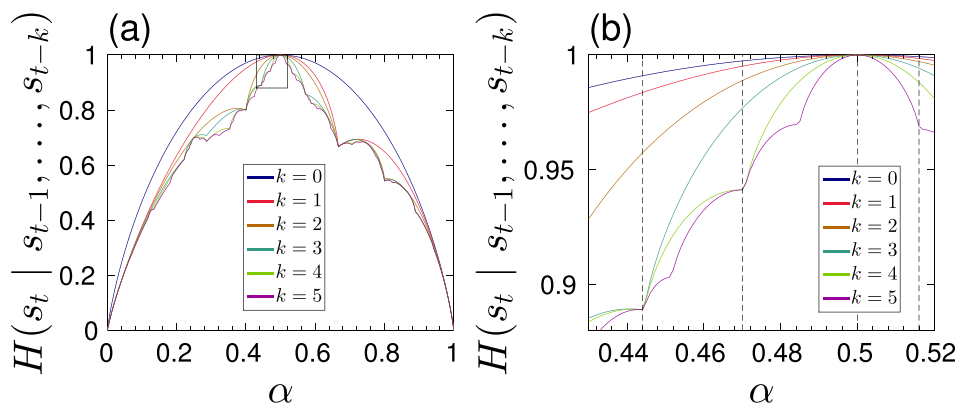 (a)
H(s_t | s_{t−1}, ..., s_{t−k})
1
0.8
0.6
0.4
0.2
0
0 0.2 0.4 0.6 0.8 1
α
k = 0
k = 1
k = 2
k = 3
k = 4
k = 5
(b)
H(s_t | s_{t−1}, ..., s_{t−k})
1
0.95
0.9
0.44 0.46 0.48 0.5 0.52
α
k = 0
k = 1
k = 2
k = 3
k = 4
k = 5